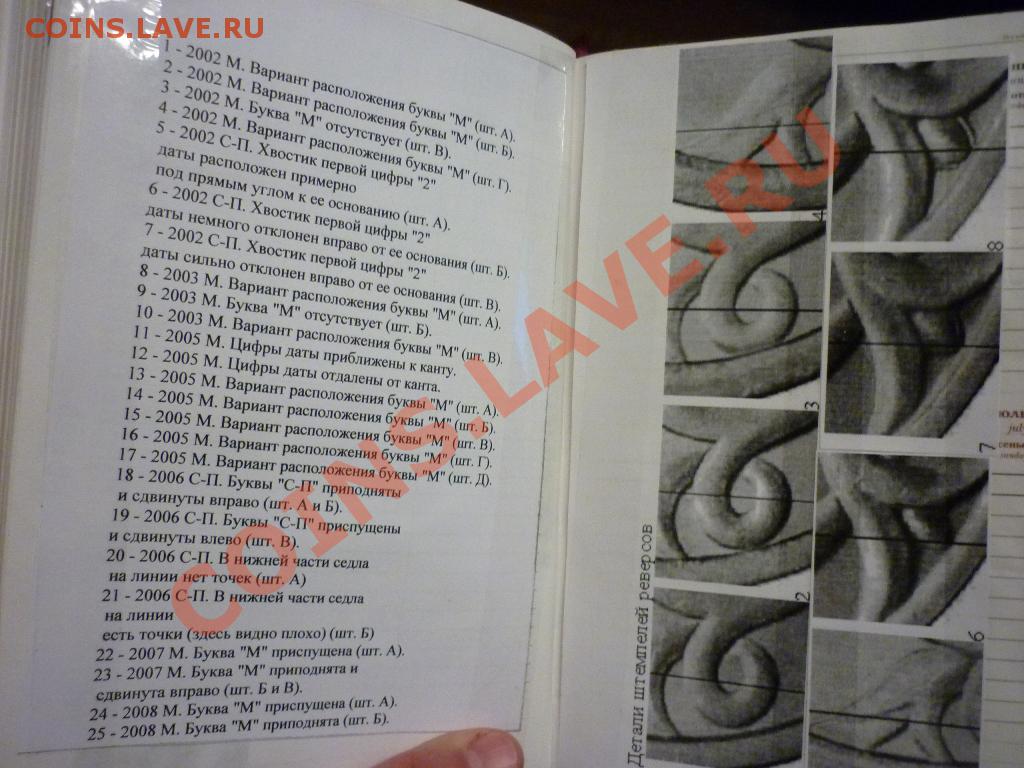 COINS.LAVE.RU
1 - 2002 М. Вариант расположения буквы "М" (шт. А).
2 - 2002 М. Вариант расположения буквы "М" (шт. Б).
3 - 2002 М. Буква "М" отсутствует (шт. В).
4 - 2002 М. Вариант расположения буквы "М" (шт. Г).
5 - 2002 С-П. Хвостик первой цифры "2"
даты расположен примерно
под прямым углом к ее основанию (шт. А).
6 - 2002 С-П. Хвостик первой цифры "2"
даты немного отклонен вправо от ее основания (шт. Б).
7 - 2002 С-П. Хвостик первой цифры "2"
даты сильно отклонен вправо от ее основания (шт. В).
8 - 2003 М. Вариант расположения буквы "М" (шт. А).
9 - 2003 М. Буква "М" отсутствует (шт. Б).
10 - 2003 М. Вариант расположения буквы "М" (шт. В).
11 - 2005 М. Цифры даты приближены к канту.
12 - 2005 М. Цифры даты отдалены от канта.
13 - 2005 М. Вариант расположения буквы "М" (шт. А).
14 - 2005 М. Вариант расположения буквы "М" (шт. Б).
15 - 2005 М. Вариант расположения буквы "М" (шт. В).
16 - 2005 М. Вариант расположения буквы "М" (шт. Г).
17 - 2005 М. Вариант расположения буквы "М" (шт. Д).
18 - 2006 С-П. Буквы "С-П" приподняты
и сдвинуты вправо (шт. А и Б).
19 - 2006 С-П. Буквы "С-П" приспущены
и сдвинуты влево (шт. В).
20 - 2006 С-П. В нижней части седла
на линии нет точек (шт. А)
21 - 2006 С-П. В нижней части седла
на линии
есть точки (здесь видно плохо) (шт. Б)
22 - 2007 М. Буква "М" приспущена (шт. А).
23 - 2007 М. Буква "М" приподнята и
сдвинута вправо (шт. Б и В).
24 - 2008 М. Буква "М" приспущена (шт. А).
25 - 2008 М. Буква "М" приподнята (шт. Б).
COINS.LAVE.RU
Детали штемпелей реверсов
2
3
4
6
7
8
july